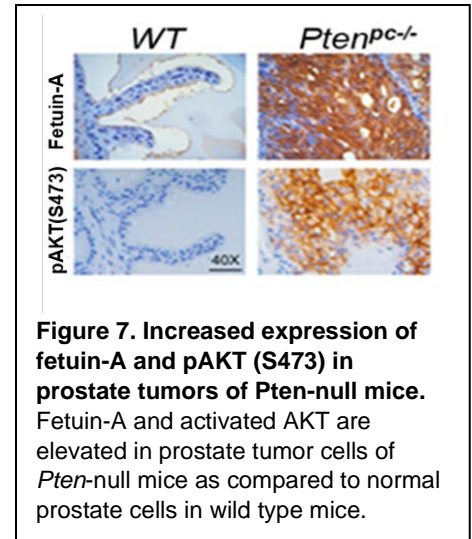 WT Ptenpc-/-
Fetuin-A
pAKT(S473)
40X
Figure 7. Increased expression of
fetuin-A and pAKT (S473) in
prostate tumors of Pten-null mice.
Fetuin-A and activated AKT are
elevated in prostate tumor cells of
Pten-null mice as compared to normal
prostate cells in wild type mice.